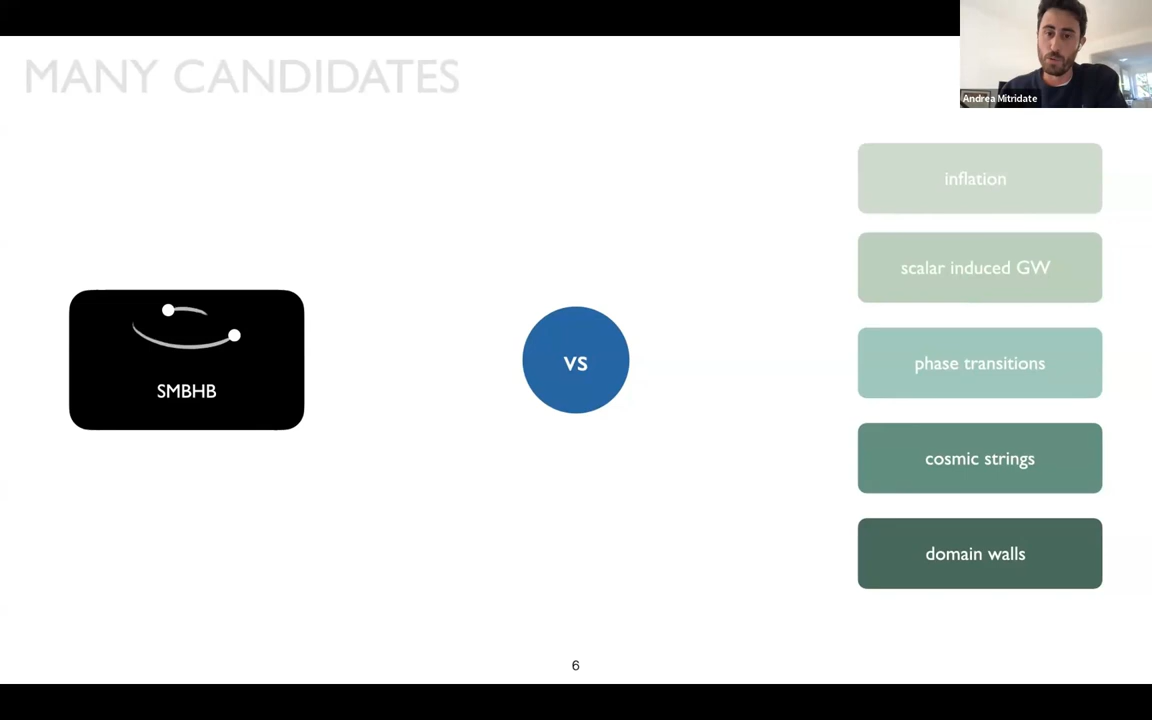 MANY CANDIDATES
Andrea Mitridate
inflation
scalar induced GW
SMBHB
vs
phase transitions
cosmic strings
domain walls
6